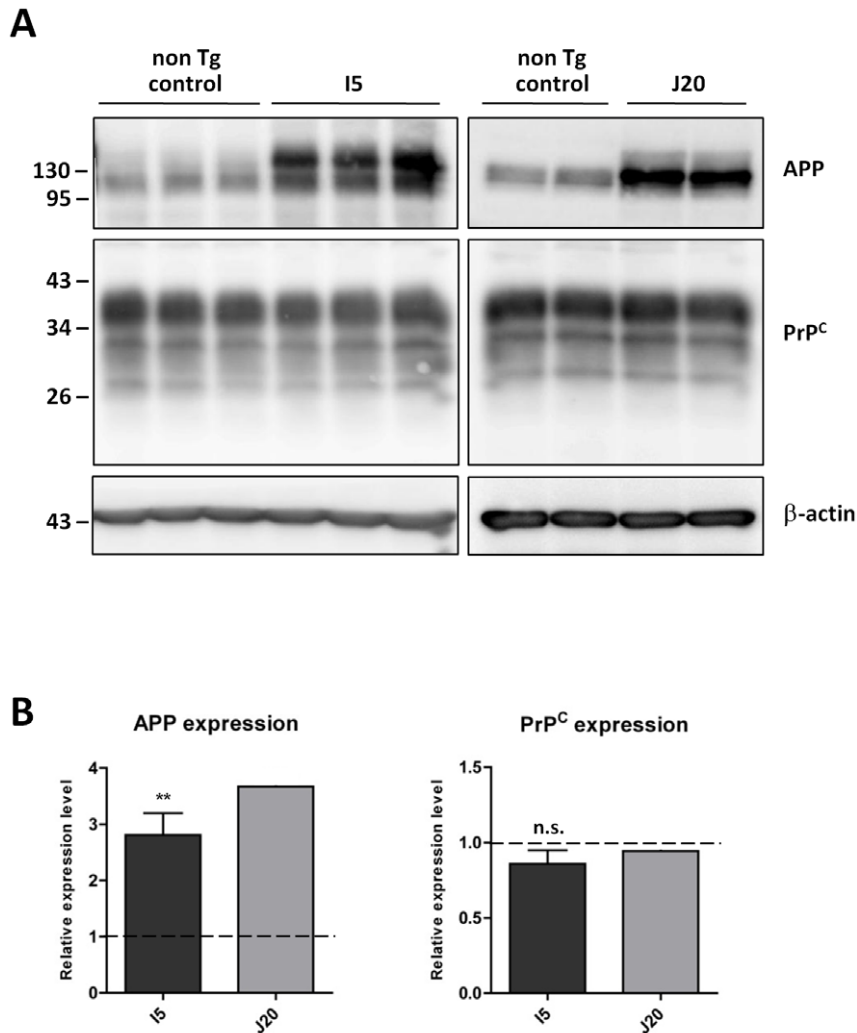 A
non Tg
control
I5
non Tg
control
J20
130
95
APP
43
34
26
PrPᶜ
43
β-actin
B
APP expression
Relative expression level
4
3
2
1
0
**
I5
J20
PrPᶜ expression
Relative expression level
1.5
1.0
0.5
0.0
n.s.
I5
J20